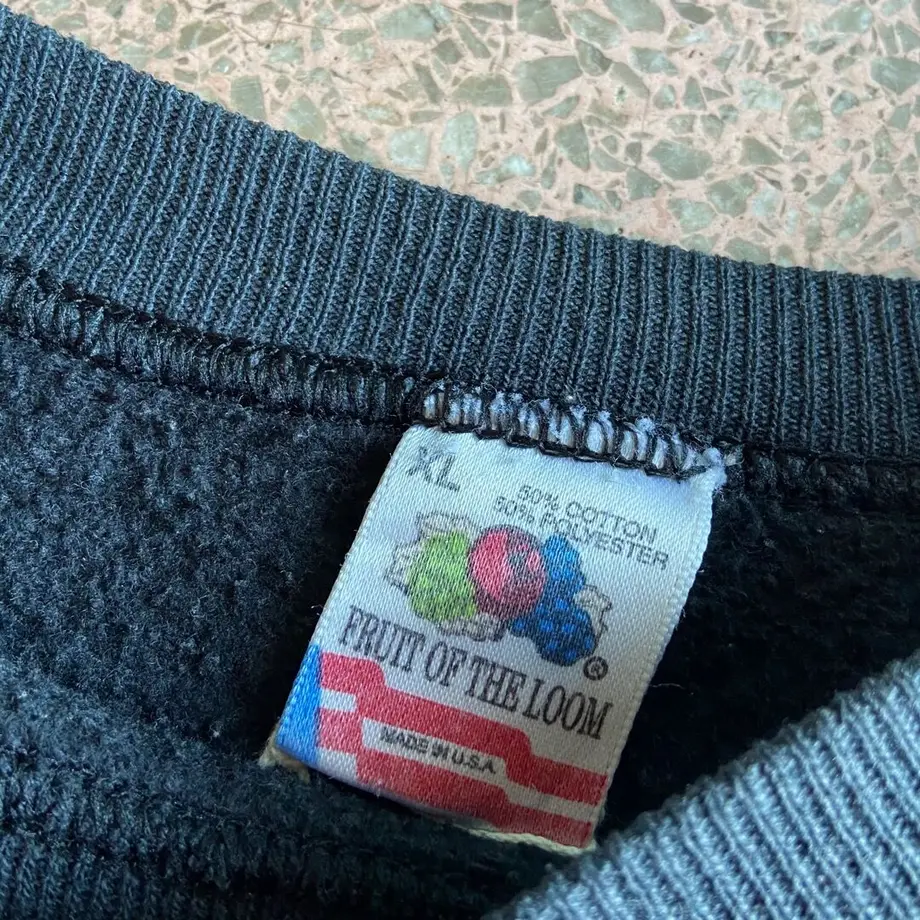 XL
50% COTTON
50% POLYESTER
®
FRUIT OF THE LOOM
MADE IN U.S.A.